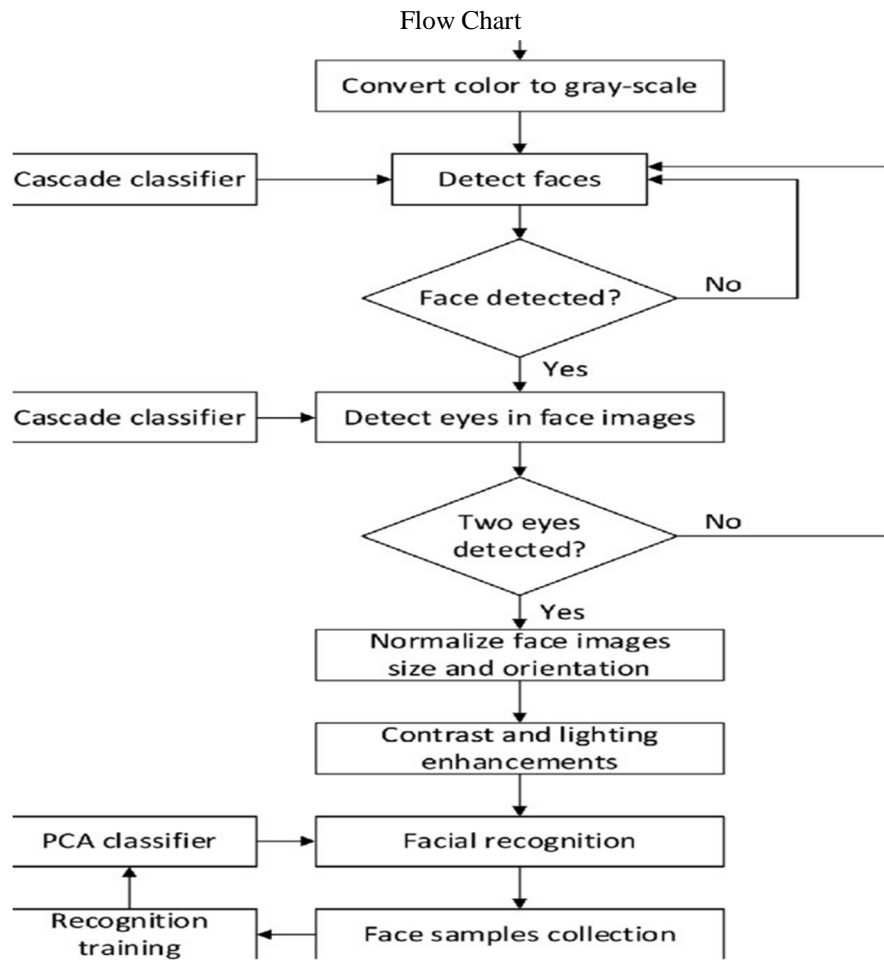 Flow Chart
Convert color to gray-scale
Cascade classifier
Detect faces
Face detected?
No
Yes
Cascade classifier
Detect eyes in face images
Two eyes
detected?
No
Yes
Normalize face images
size and orientation
Contrast and lighting
enhancements
PCA classifier
Facial recognition
Recognition
training
Face samples collection